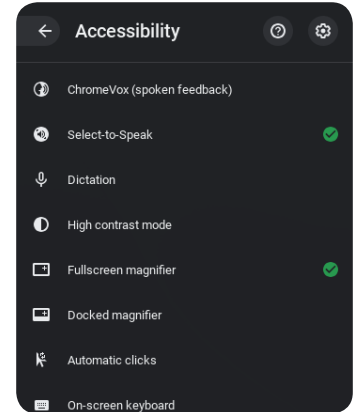 Accessibility
ChromeVox (spoken feedback)
Select-to-Speak
Dictation
High contrast mode
Fullscreen magnifier
Docked magnifier
Automatic clicks
On-screen keyboard